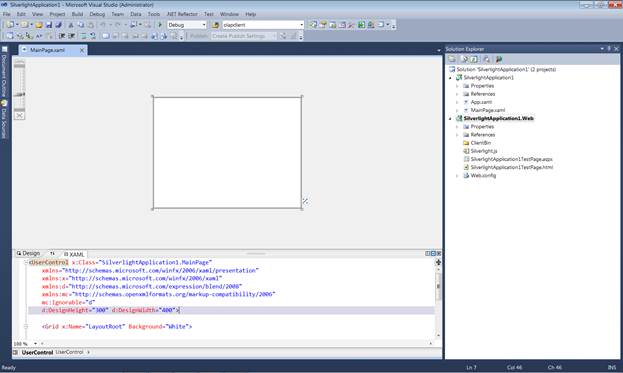 SilverlightApplication1 - Microsoft Visual Studio (Administrator)
File Edit View Project Build Debug Team Data Tools .NET Reflector Test Window Help
Debug olapclient
Publish: Create Publish Settings
Document Outline
Data Sources
MainPage.xaml
Solution Explorer
Solution 'SilverlightApplication1' (2 projects)
SilverlightApplication1
Properties
References
App.xaml
MainPage.xaml
SilverlightApplication1.Web
Properties
References
ClientBin
Silverlight.js
SilverlightApplication1TestPage.aspx
SilverlightApplication1TestPage.html
Web.config
Design XAML
<UserControl x:Class="SilverlightApplication1.MainPage"
xmlns="http://schemas.microsoft.com/winfx/2006/xaml/presentation"
xmlns:x="http://schemas.microsoft.com/winfx/2006/xaml"
xmlns:d="http://schemas.microsoft.com/expression/blend/2008"
xmlns:mc="http://schemas.openxmlformats.org/markup-compatibility/2006"
mc:Ignorable="d"
d:DesignHeight="300" d:DesignWidth="400">
<Grid x:Name="LayoutRoot" Background="White">
100 %
UserControl UserControl
Ready Ln 7 Col 46 Ch 46 INS